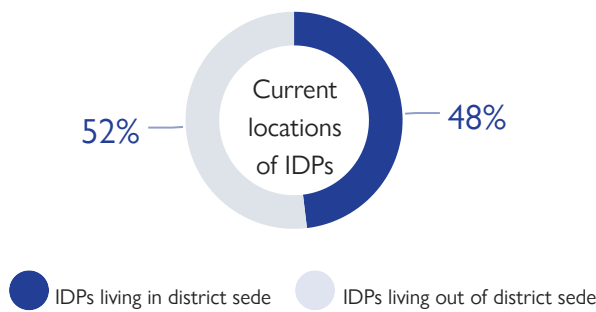 Current
locations
of IDPs
52%
48%
IDPs living in district sede
IDPs living out of district sede